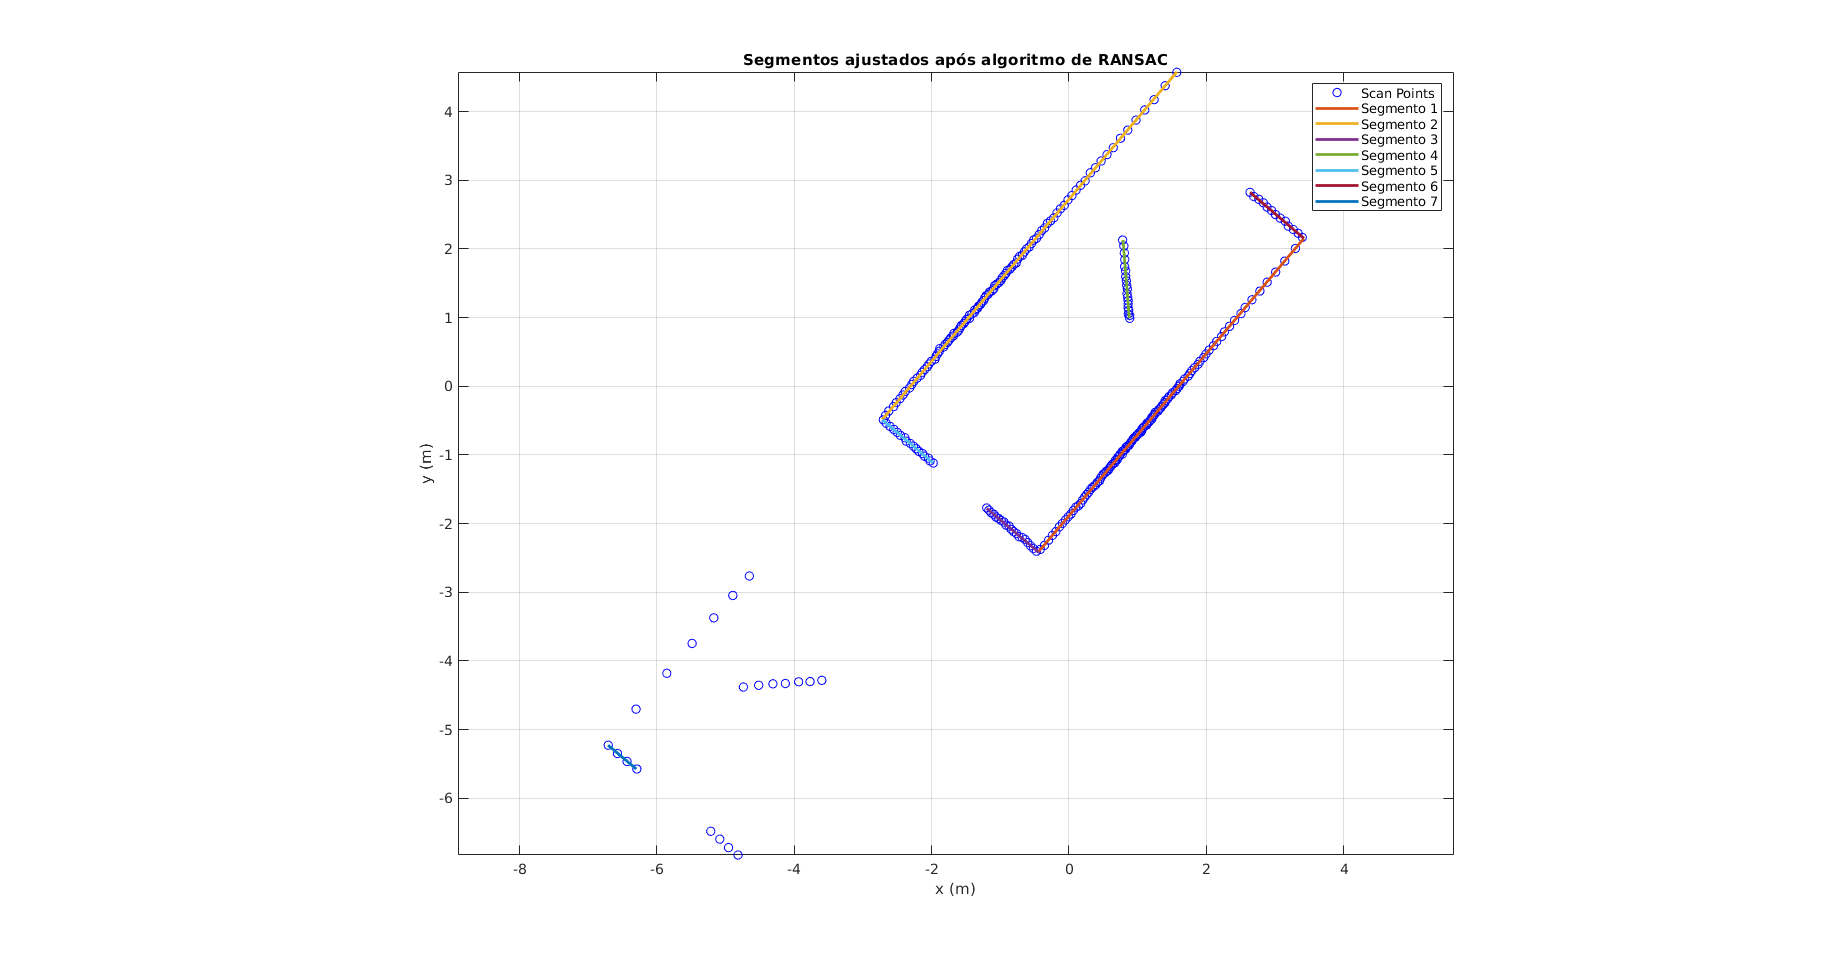 Segmentos ajustados após algoritmo de RANSAC
Scan Points
Segmento 1
Segmento 2
Segmento 3
Segmento 4
Segmento 5
Segmento 6
Segmento 7
4
3
2
1
0
-1
-2
-3
-4
-5
-6
y (m)
-8 -6 -4 -2 0 2 4
x (m)